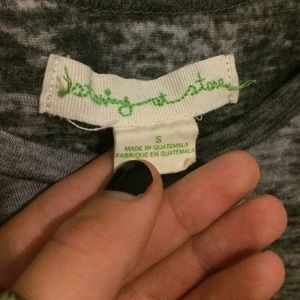 Staring at stars
S
MADE IN GUATEMALA
FABRIQUE EN GUATEMALA